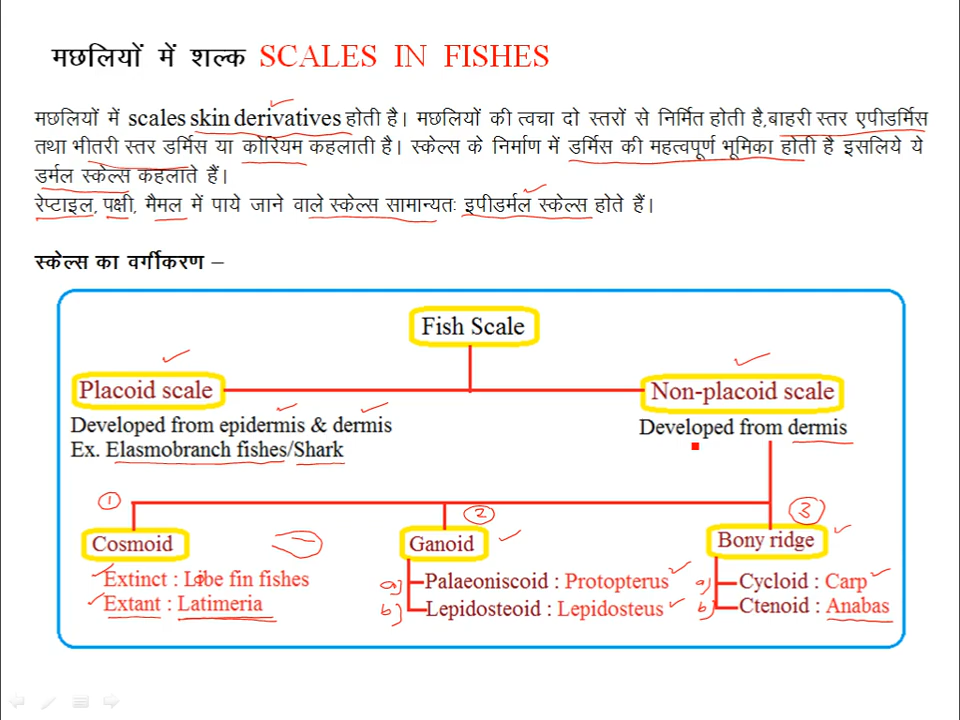 मछलियों में शल्क SCALES IN FISHES
मछलियों में scales skin derivatives होती है। मछलियों की त्वचा दो स्तरों से निर्मित होती है,बाहरी स्तर एपीडर्मिस
तथा भीतरी स्तर डर्मिस या कोरियम कहलाती है। स्केल्स के निर्माण में डर्मिस की महत्वपूर्ण भूमिका होती है इसलिये ये
डर्मल स्केल्स कहलाते हैं।
रेप्टाइल, पक्षी, मैमल में पाये जाने वाले स्केल्स सामान्यतः इपीडर्मल स्केल्स होते हैं।
स्केल्स का वर्गीकरण –
Fish Scale
Placoid scale
Non-placoid scale
Developed from epidermis & dermis
Developed from dermis
Ex. Elasmobranch fishes/Shark
1
2
3
Cosmoid
Ganoid
Bony ridge
Extinct : Lobe fin fishes
a) Palaeoniscoid : Protopterus
a) Cycloid : Carp
Extant : Latimeria
b) Lepidosteoid : Lepidosteus
b) Ctenoid : Anabas